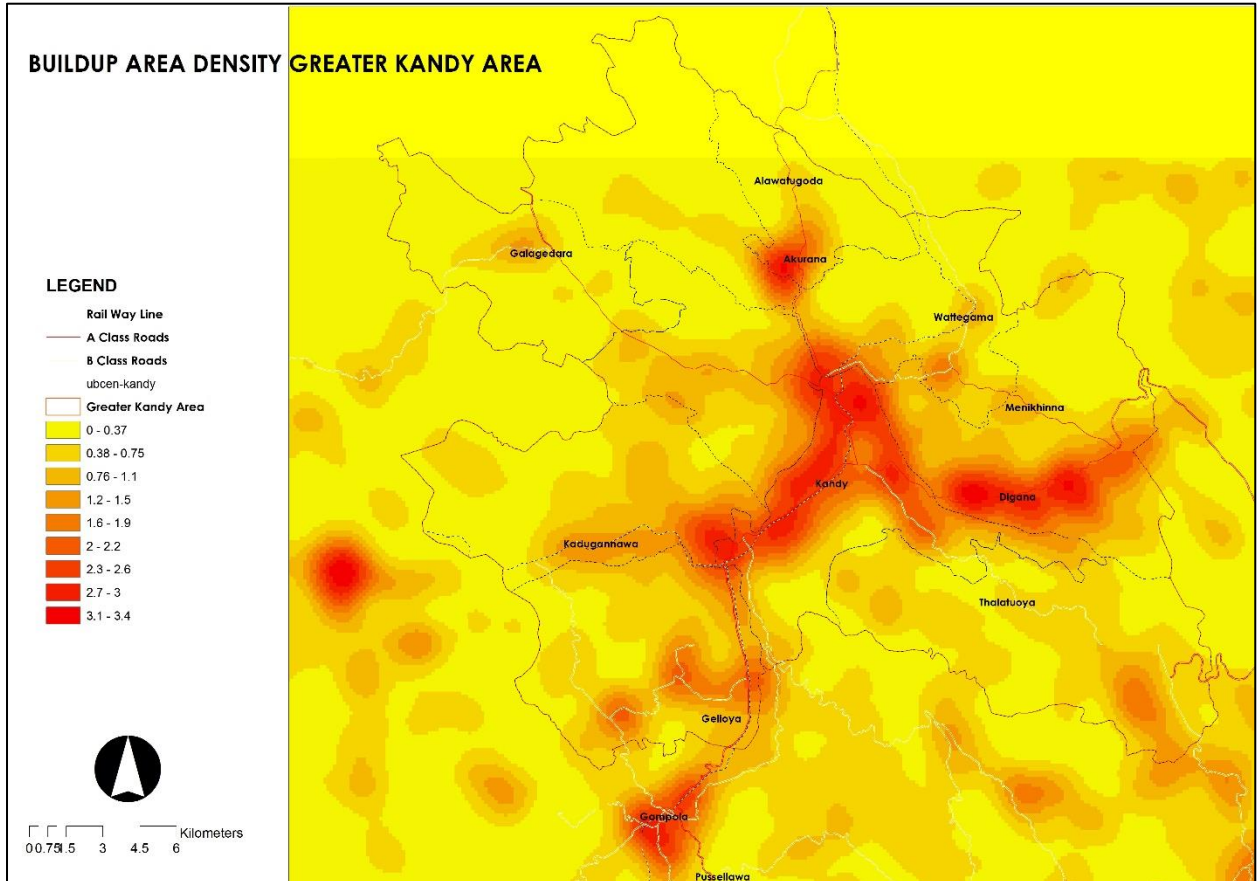 BUILDUP AREA DENSITY GREATER KANDY AREA
LEGEND
Rail Way Line
A Class Roads
B Class Roads
ubcen-kandy
Greater Kandy Area
0 - 0.37
0.38 - 0.75
0.76 - 1.1
1.2 - 1.5
1.6 - 1.9
2 - 2.2
2.3 - 2.6
2.7 - 3
3.1 - 3.4
Kilometers
0 0.75 1.5 3 4.5 6
Alawatugoda
Galagedara
Akurana
Wattegama
Menikhinna
Kandy
Digana
Kadugannawa
Thalatuoya
Gelioya
Gampola
Pussellawa